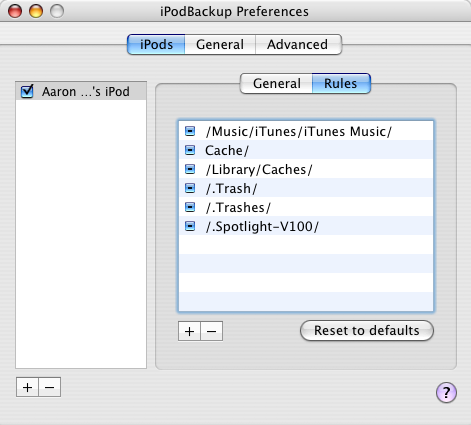 iPodBackup Preferences
iPods General Advanced
Aaron ...'s iPod
General Rules
/Music/iTunes/iTunes Music/
Cache/
/Library/Caches/
/.Trash/
/.Trashes/
/.Spotlight-V100/
+ −
Reset to defaults
+ −
?